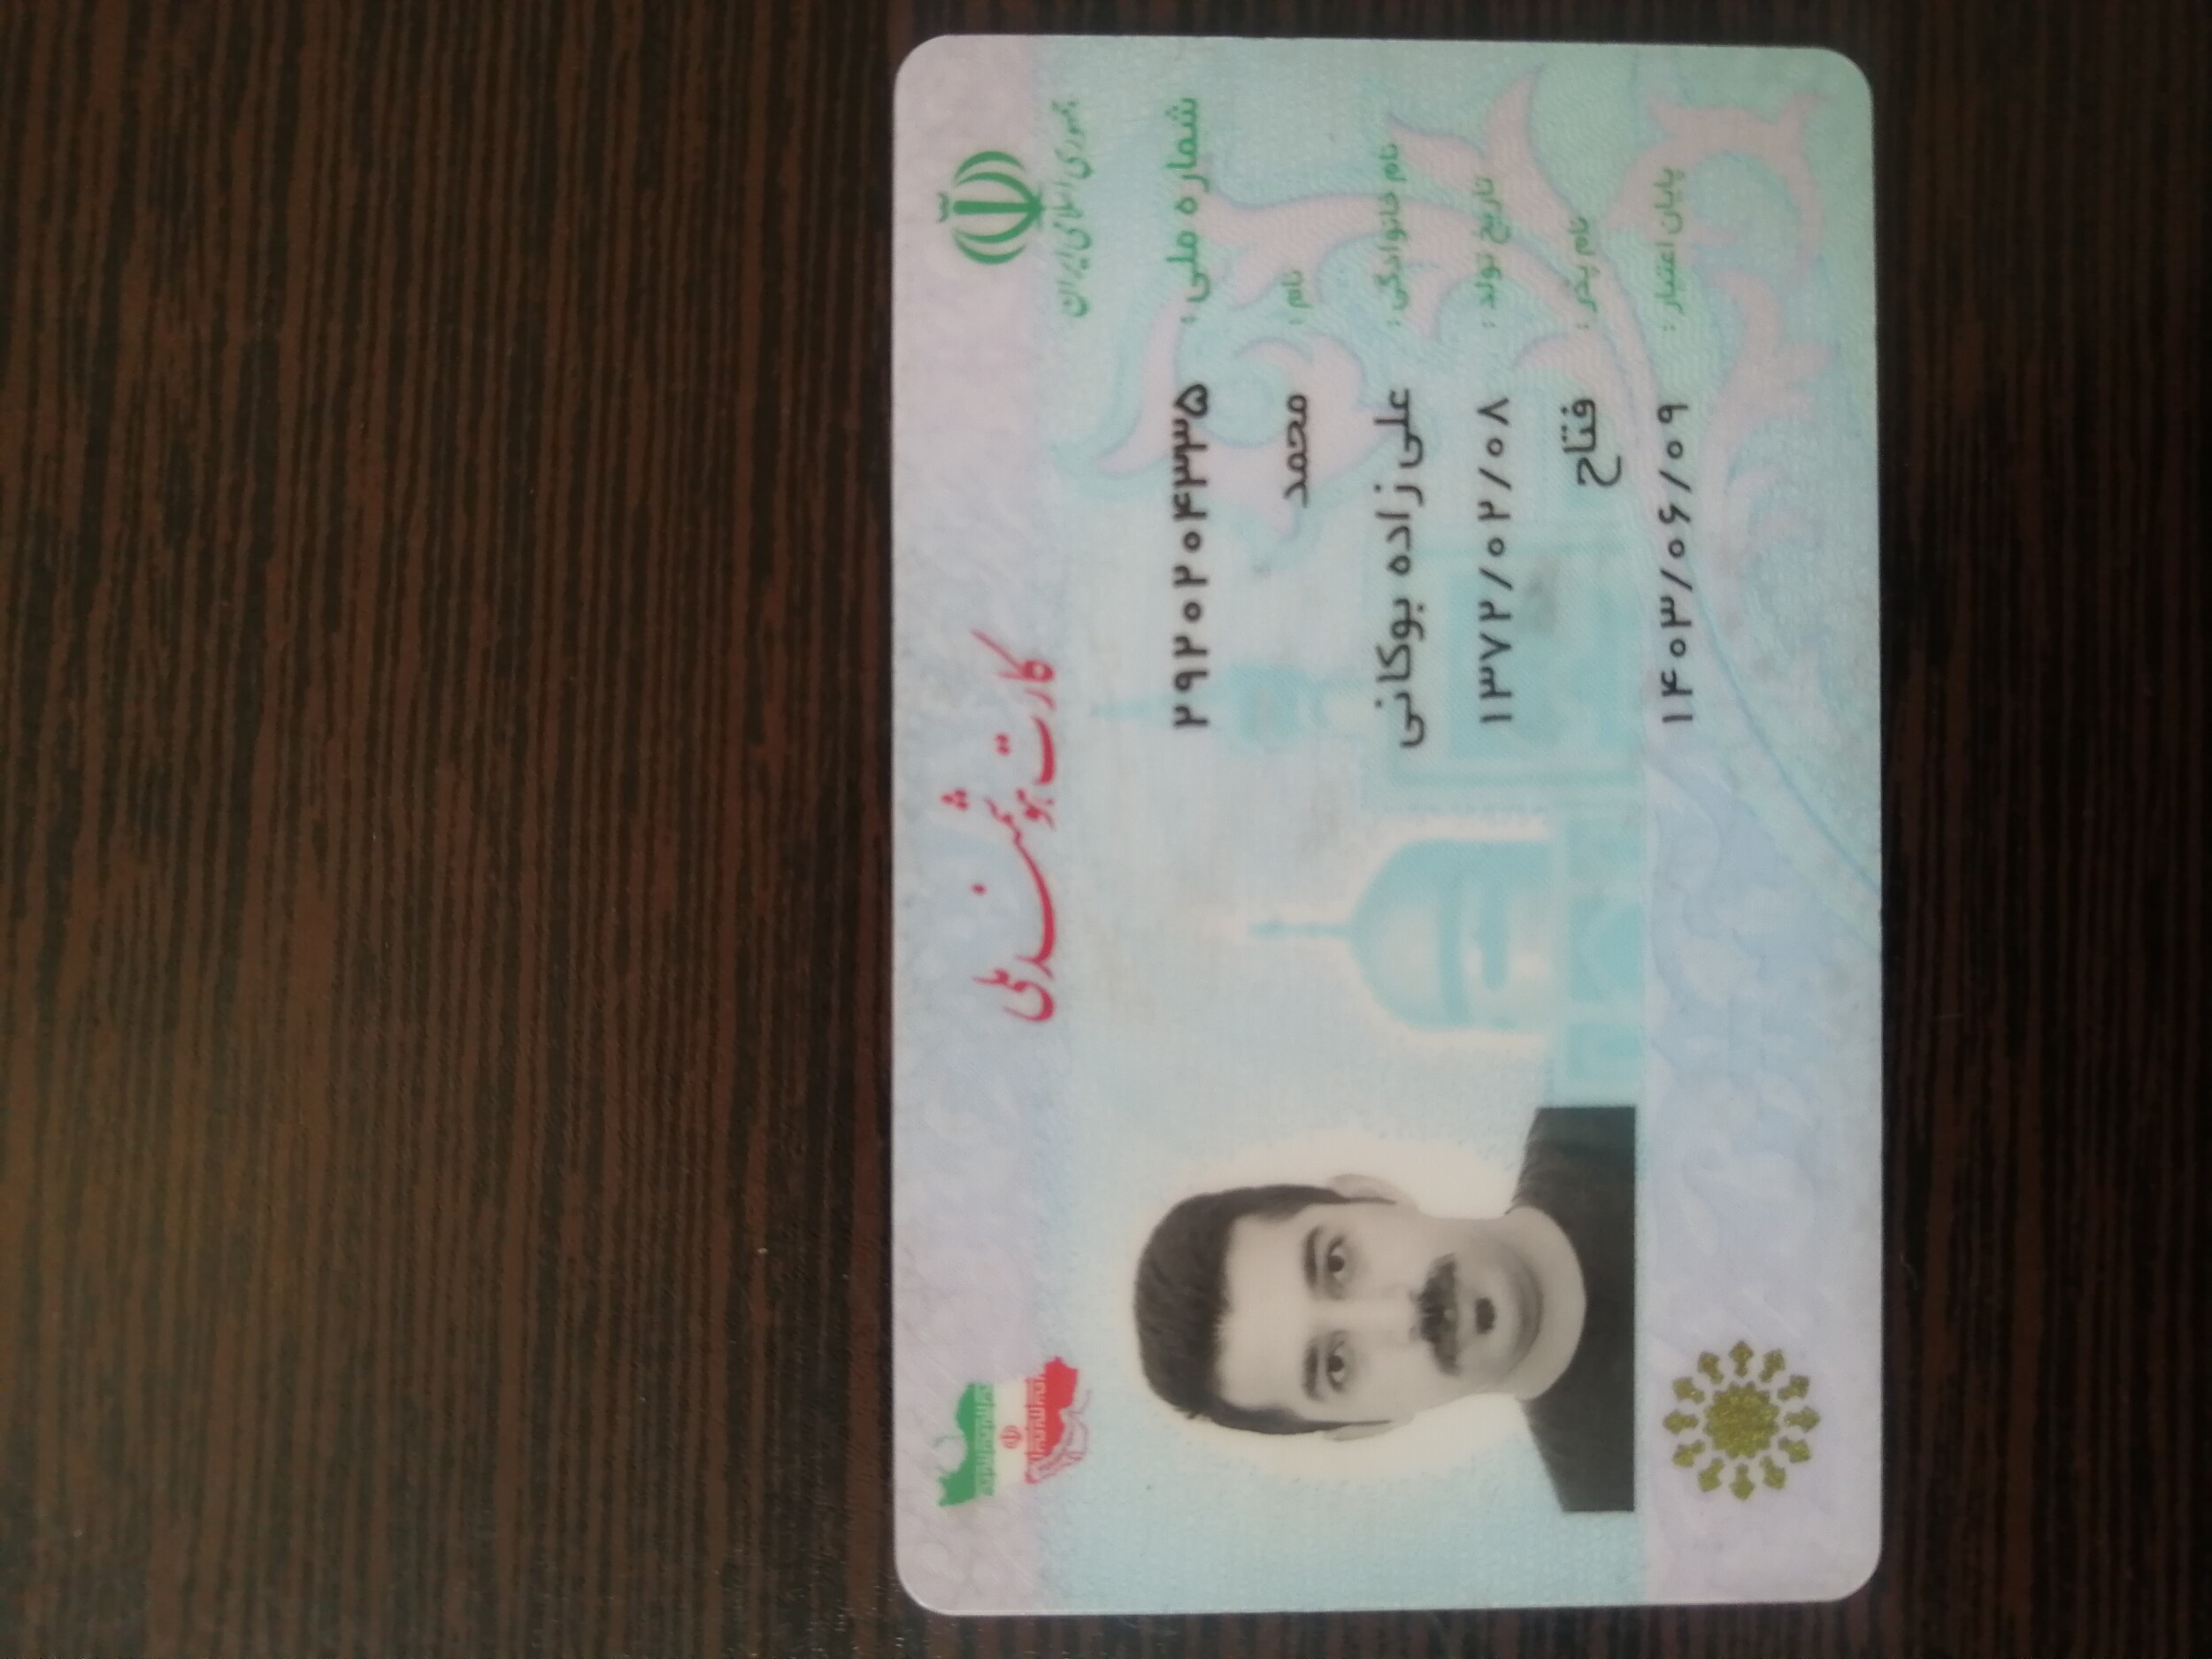 جمهوری اسلامی ایران
کارت هوشمند ملی
شماره ملی : ۲۹۲۰۲۰۴۳۳۵
نام : محمد
نام خانوادگی : علی زاده بوکانی
تاریخ تولد : ۱۳۷۲/۰۲/۰۸
نام پدر : فتاح
پایان اعتبار : ۱۴۰۳/۰۶/۰۹